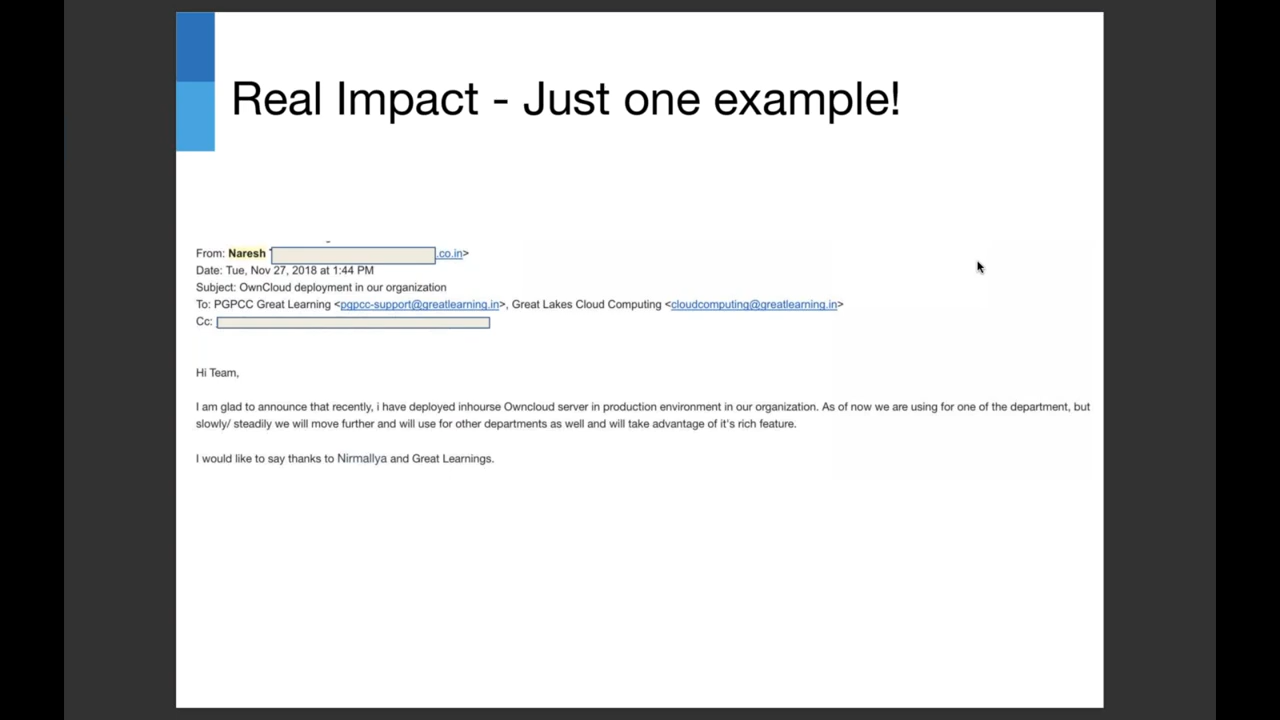 Real Impact - Just one example!
From: Naresh .co.in>
Date: Tue, Nov 27, 2018 at 1:44 PM
Subject: OwnCloud deployment in our organization
To: PGPCC Great Learning <pgpcc-support@greatlearning.in>, Great Lakes Cloud Computing <cloudcomputing@greatlearning.in>
Cc:
Hi Team,
I am glad to announce that recently, i have deployed inhourse Owncloud server in production environment in our organization. As of now we are using for one of the department, but
slowly/ steadily we will move further and will use for other departments as well and will take advantage of it's rich feature.
I would like to say thanks to Nirmallya and Great Learnings.